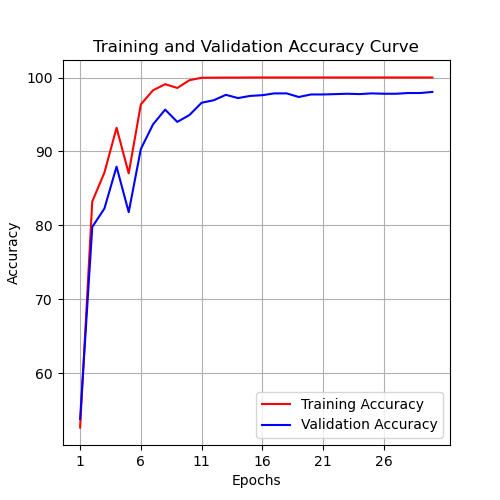 Training and Validation Accuracy Curve
100
90
80
70
60
Accuracy
Training Accuracy
Validation Accuracy
1 6 11 16 21 26
Epochs